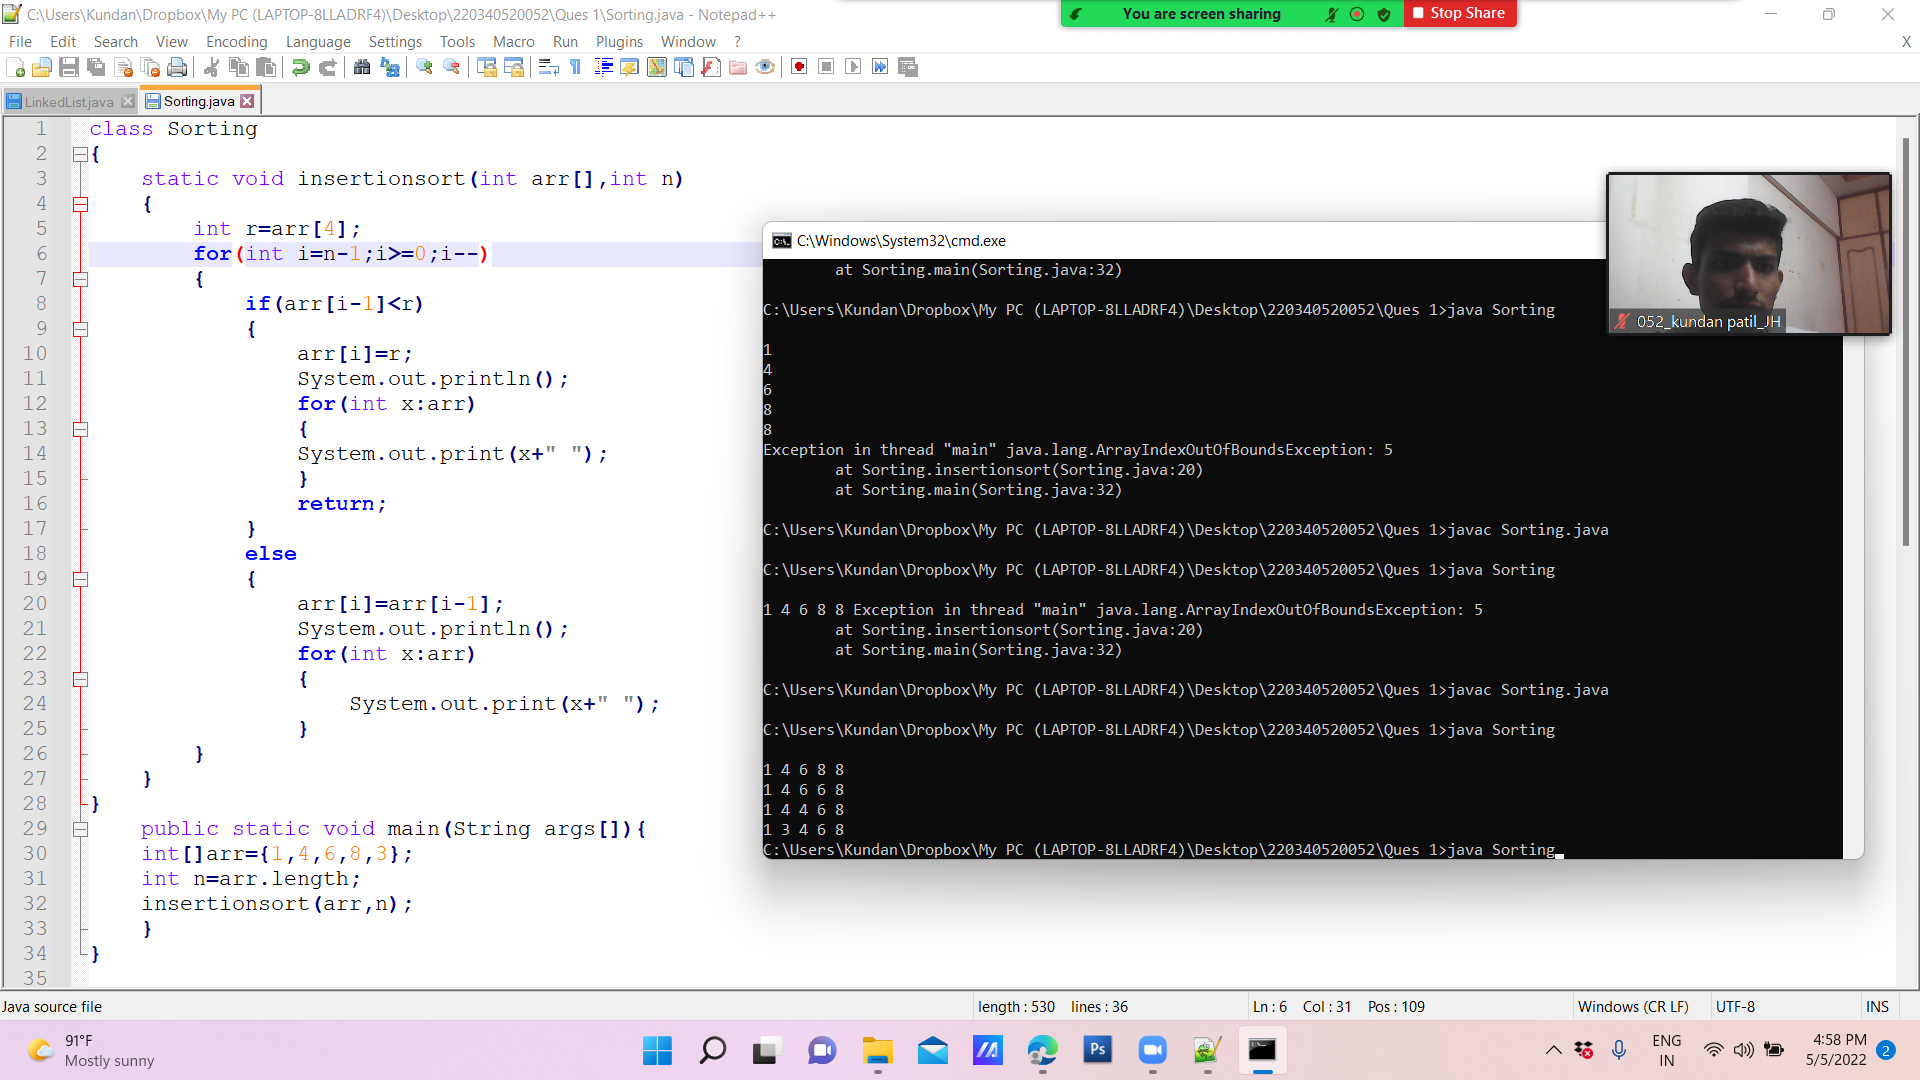 C:\Users\Kundan\Dropbox\My PC (LAPTOP-8LLADRF4)\Desktop\220340520052\Ques 1\Sorting.java - Notepad++
You are screen sharing
Stop Share
File Edit Search View Encoding Language Settings Tools Macro Run Plugins Window ? X
LinkedList.java Sorting.java
1 class Sorting
2 {
3 static void insertionsort(int arr[],int n)
4 {
5 int r=arr[4];
6 for(int i=n-1;i>=0;i--)
7 {
8 if(arr[i-1]<r)
9 {
10 arr[i]=r;
11 System.out.println();
12 for(int x:arr)
13 {
14 System.out.print(x+" ");
15 }
16 return;
17 }
18 else
19 {
20 arr[i]=arr[i-1];
21 System.out.println();
22 for(int x:arr)
23 {
24 System.out.print(x+" ");
25 }
26 }
27 }
28 }
29 public static void main(String args[]){
30 int[]arr={1,4,6,8,3};
31 int n=arr.length;
32 insertionsort(arr,n);
33 }
34 }
35
C:\Windows\System32\cmd.exe
at Sorting.main(Sorting.java:32)
C:\Users\Kundan\Dropbox\My PC (LAPTOP-8LLADRF4)\Desktop\220340520052\Ques 1>java Sorting
1
4
6
8
8
Exception in thread "main" java.lang.ArrayIndexOutOfBoundsException: 5
at Sorting.insertionsort(Sorting.java:20)
at Sorting.main(Sorting.java:32)
C:\Users\Kundan\Dropbox\My PC (LAPTOP-8LLADRF4)\Desktop\220340520052\Ques 1>javac Sorting.java
C:\Users\Kundan\Dropbox\My PC (LAPTOP-8LLADRF4)\Desktop\220340520052\Ques 1>java Sorting
1 4 6 8 8 Exception in thread "main" java.lang.ArrayIndexOutOfBoundsException: 5
at Sorting.insertionsort(Sorting.java:20)
at Sorting.main(Sorting.java:32)
C:\Users\Kundan\Dropbox\My PC (LAPTOP-8LLADRF4)\Desktop\220340520052\Ques 1>javac Sorting.java
C:\Users\Kundan\Dropbox\My PC (LAPTOP-8LLADRF4)\Desktop\220340520052\Ques 1>java Sorting
1 4 6 8 8
1 4 6 6 8
1 4 4 6 8
1 3 4 6 8
C:\Users\Kundan\Dropbox\My PC (LAPTOP-8LLADRF4)\Desktop\220340520052\Ques 1>java Sorting
052_kundan patil_JH
Java source file length : 530 lines : 36 Ln : 6 Col : 31 Pos : 109 Windows (CR LF) UTF-8 INS
91°F
Mostly sunny
Ps
ENG
IN
4:58 PM
5/5/2022
2